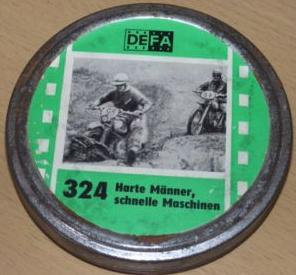 DEFA
324 Harte Männer,
schnelle Maschinen